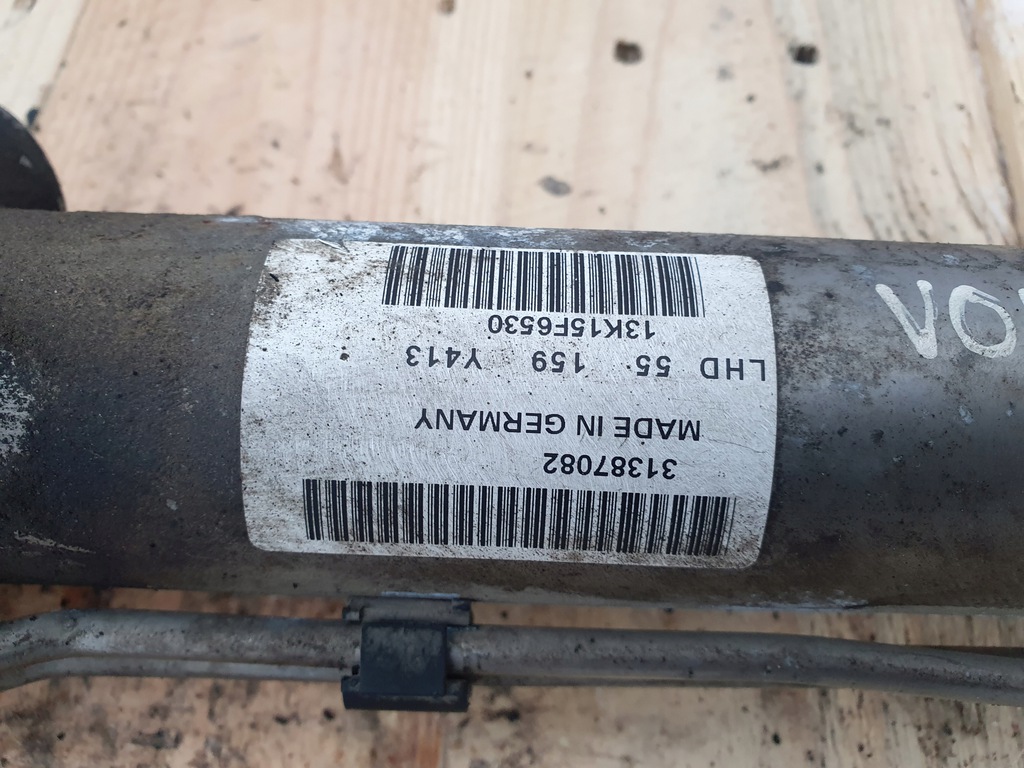 31387082
MADE IN GERMANY
LHD 55 159 Y413
13K15F6530